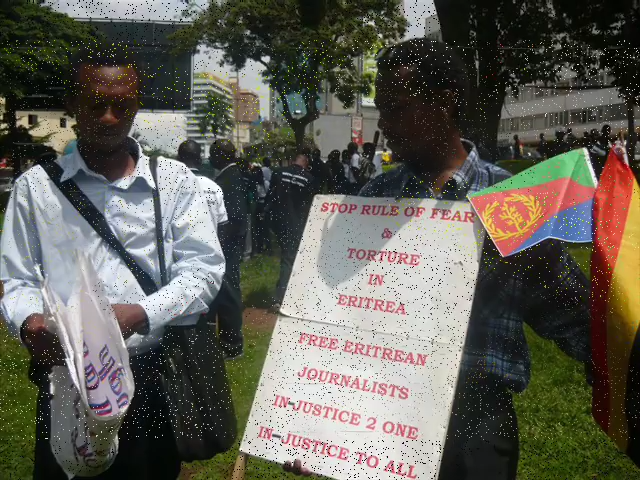 STOP RULE OF FEAR
&
TORTURE
IN
ERITREA
FREE ERITREAN
JOURNALISTS
IN-JUSTICE 2 ONE
IN-JUSTICE TO ALL